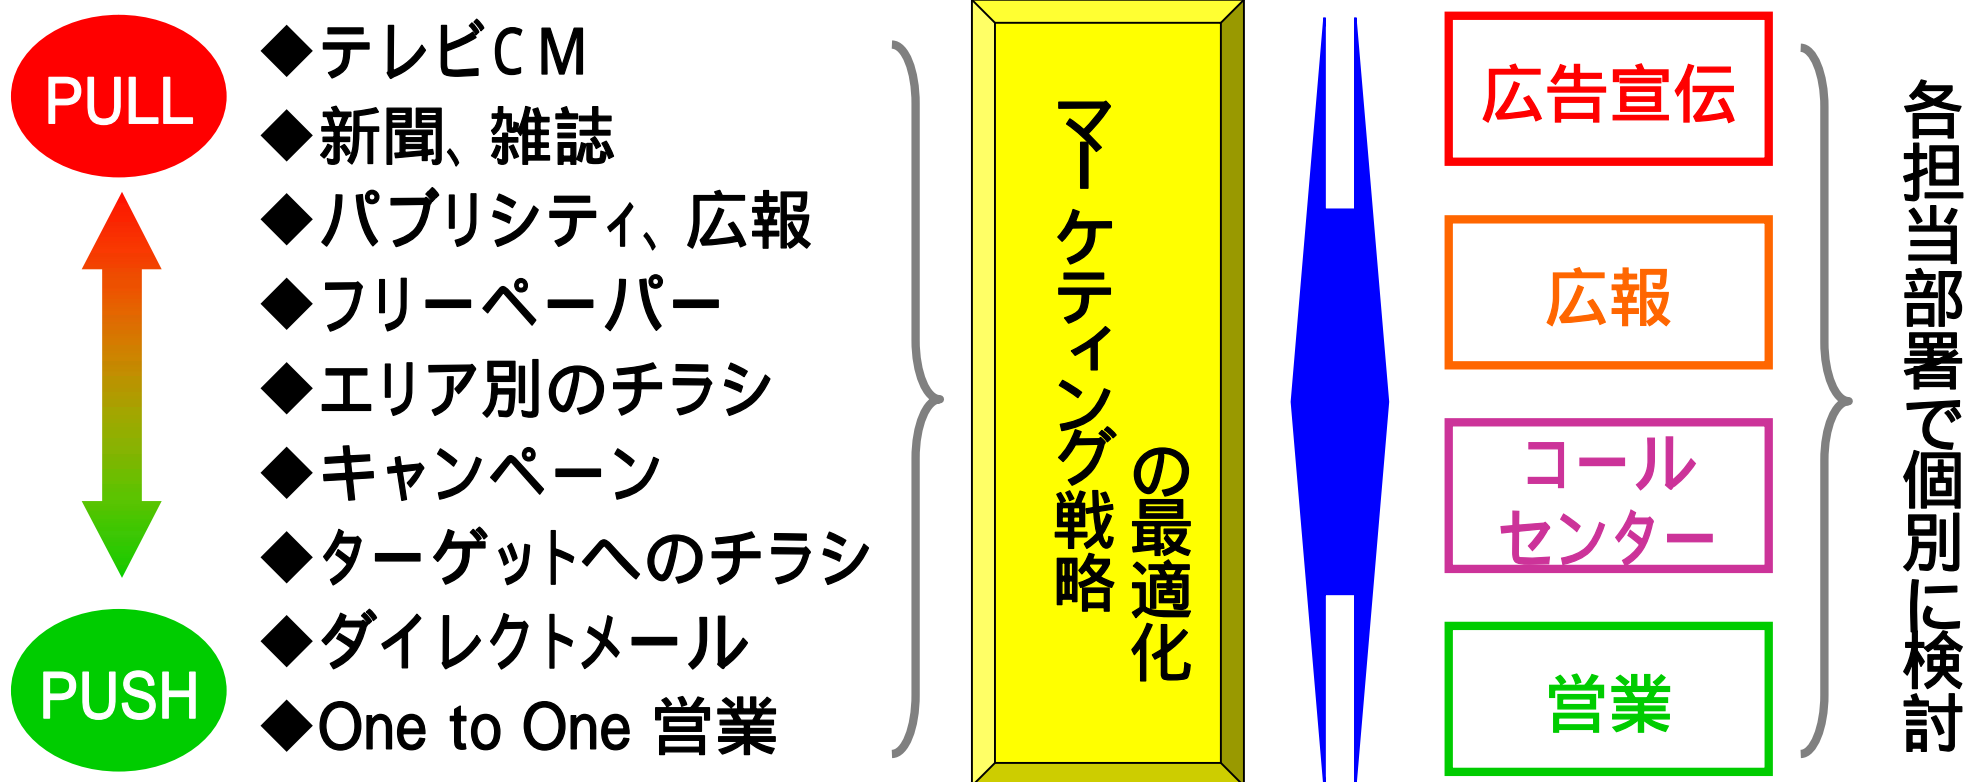 PULL
PUSH
◆テレビCM
◆新聞、雑誌
◆パブリシティ、広報
◆フリーペーパー
◆エリア別のチラシ
◆キャンペーン
◆ターゲットへのチラシ
◆ダイレクトメール
◆One to One 営業
マーケティング戦略
の最適化
広告宣伝
広報
コール
センター
営業
各担当部署で個別に検討